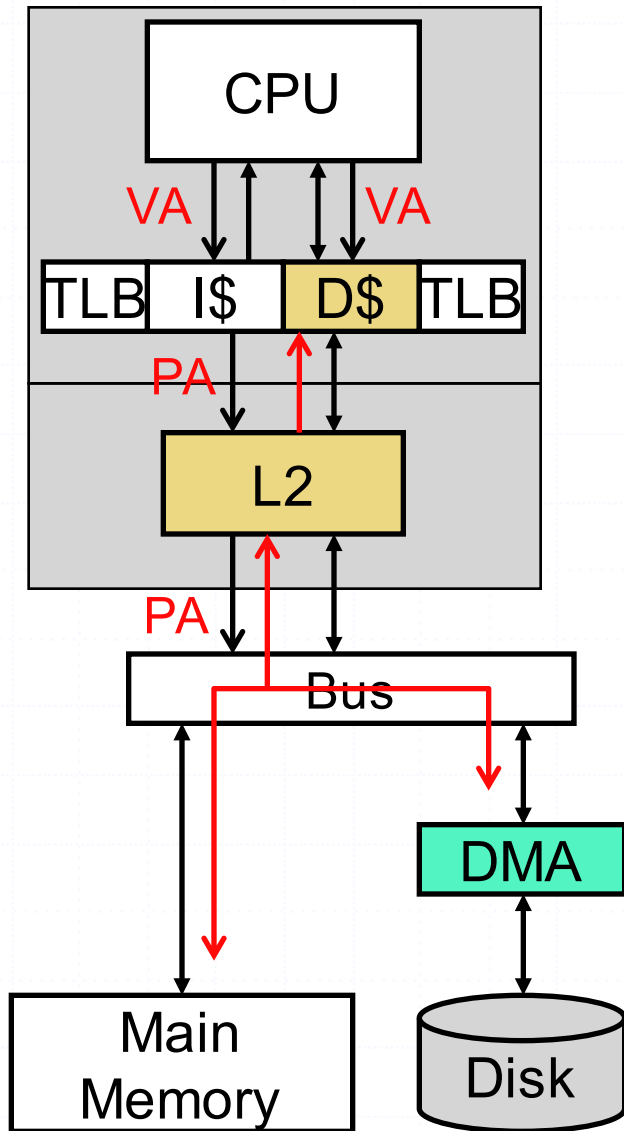 CPU
VA
VA
TLB
I$
D$
TLB
PA
L2
PA
Bus
DMA
Main
Memory
Disk